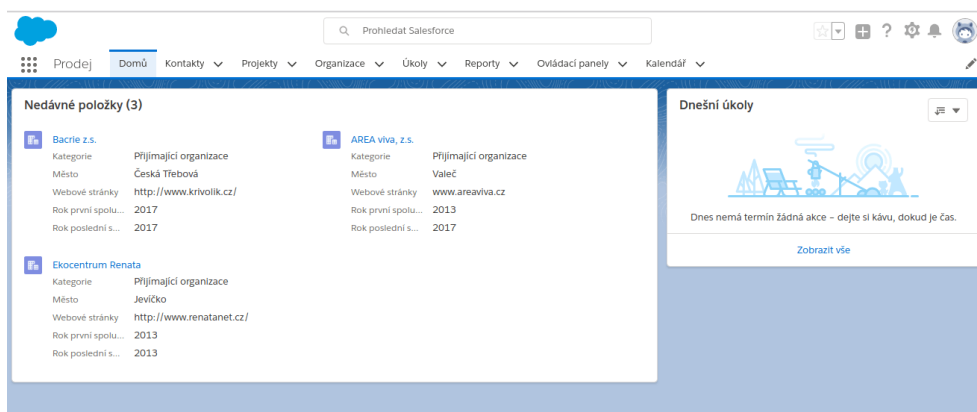 Prohledat Salesforce
Prodej Domů Kontakty Projekty Organizace Úkoly Reporty Ovládací panely Kalendář
Nedávné položky (3)
Bacrie z.s.
Kategorie Přijímající organizace
Město Česká Třebová
Webové stránky http://www.krivolik.cz/
Rok první spolu... 2017
Rok poslední s... 2017
AREA viva, z.s.
Kategorie Přijímající organizace
Město Valeč
Webové stránky www.areaviva.cz
Rok první spolu... 2013
Rok poslední s... 2017
Ekocentrum Renata
Kategorie Přijímající organizace
Město Jevíčko
Webové stránky http://www.renatanet.cz/
Rok první spolu... 2013
Rok poslední s... 2013
Dnešní úkoly
Dnes nemá termín žádná akce – dejte si kávu, dokud je čas.
Zobrazit vše